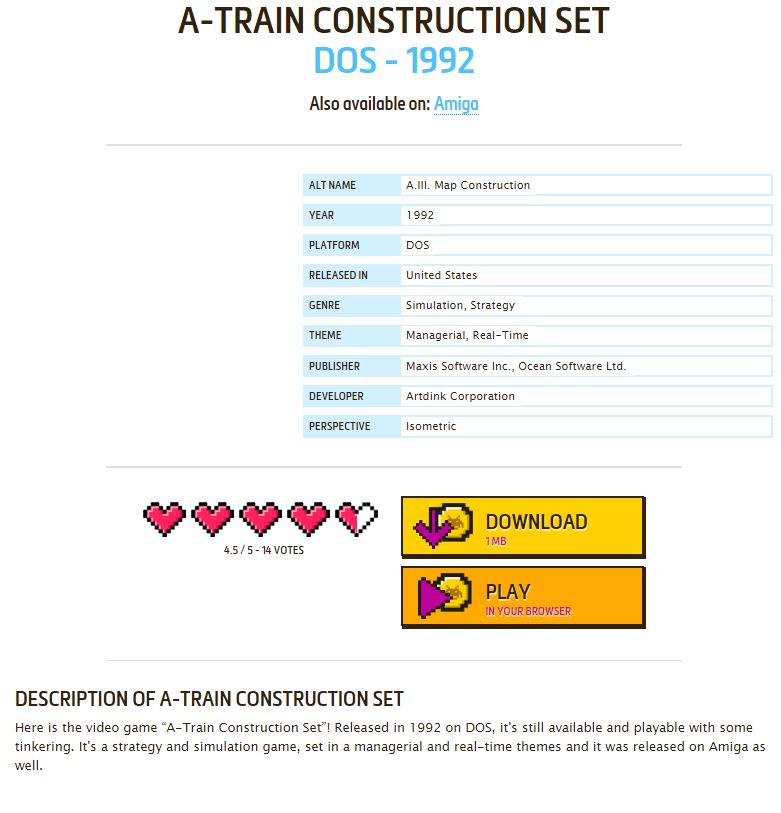 A-TRAIN CONSTRUCTION SET
DOS - 1992
Also available on: Amiga
ALT NAME A.III. Map Construction
YEAR 1992
PLATFORM DOS
RELEASED IN United States
GENRE Simulation, Strategy
THEME Managerial, Real-Time
PUBLISHER Maxis Software Inc., Ocean Software Ltd.
DEVELOPER Artdink Corporation
PERSPECTIVE Isometric
4.5 / 5 - 14 VOTES
DOWNLOAD
1 MB
PLAY
IN YOUR BROWSER
DESCRIPTION OF A-TRAIN CONSTRUCTION SET
Here is the video game “A-Train Construction Set”! Released in 1992 on DOS, it's still available and playable with some
tinkering. It's a strategy and simulation game, set in a managerial and real-time themes and it was released on Amiga as
well.